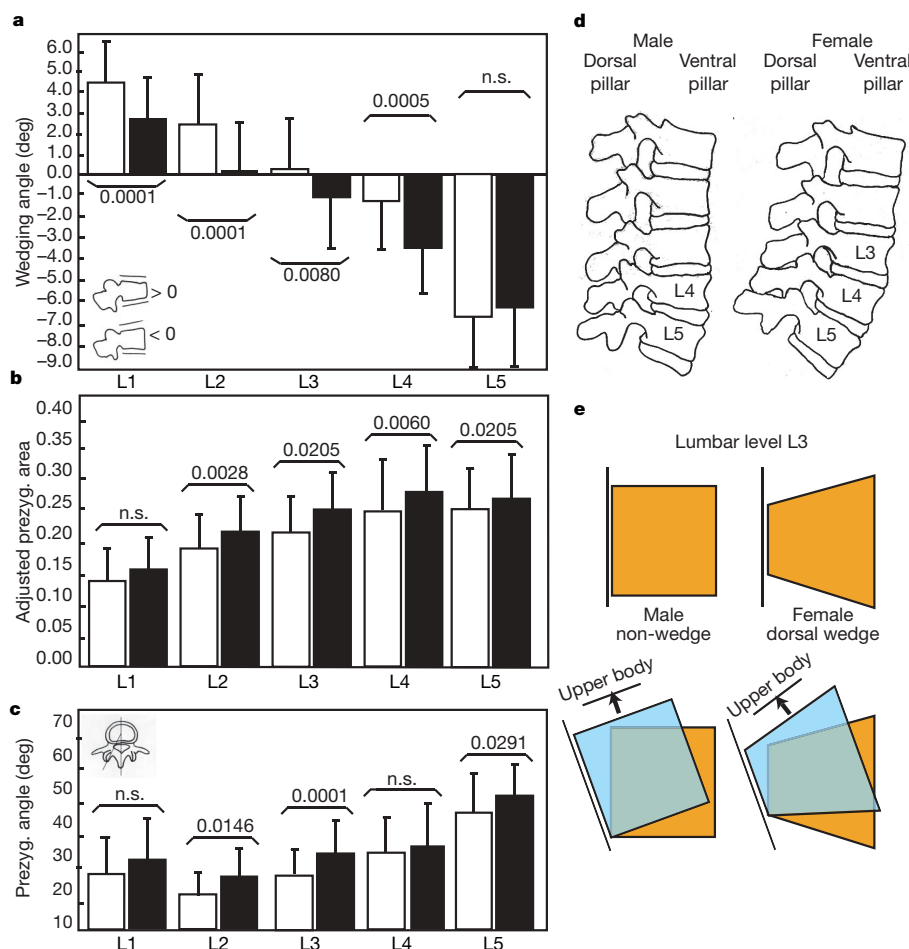 a
Wedging angle (deg)
6.0
5.0
4.0
3.0
2.0
1.0
0.0
–1.0
–2.0
–3.0
–4.0
–5.0
–6.0
–7.0
–8.0
–9.0
0.0001
0.0001
0.0080
0.0005
n.s.
> 0
< 0
L1 L2 L3 L4 L5
b
Adjusted prezyg. area
0.40
0.35
0.30
0.25
0.20
0.15
0.10
0.05
0.00
n.s.
0.0028
0.0205
0.0060
0.0205
L1 L2 L3 L4 L5
c
Prezyg. angle (deg)
70
60
50
40
30
20
10
n.s.
0.0146
0.0001
n.s.
0.0291
L1 L2 L3 L4 L5
d
Male
Dorsal Ventral
pillar pillar
Female
Dorsal Ventral
pillar pillar
L4
L5
L3
L4
L5
e
Lumbar level L3
Male
non-wedge
Female
dorsal wedge
Upper body
Upper body